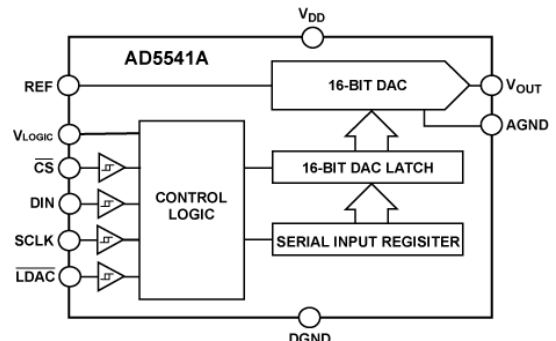 VDD
AD5541A
REF
16-BIT DAC
VOUT
AGND
VLOGIC
CS
16-BIT DAC LATCH
DIN
CONTROL
LOGIC
SCLK
SERIAL INPUT REGISITER
LDAC
DGND